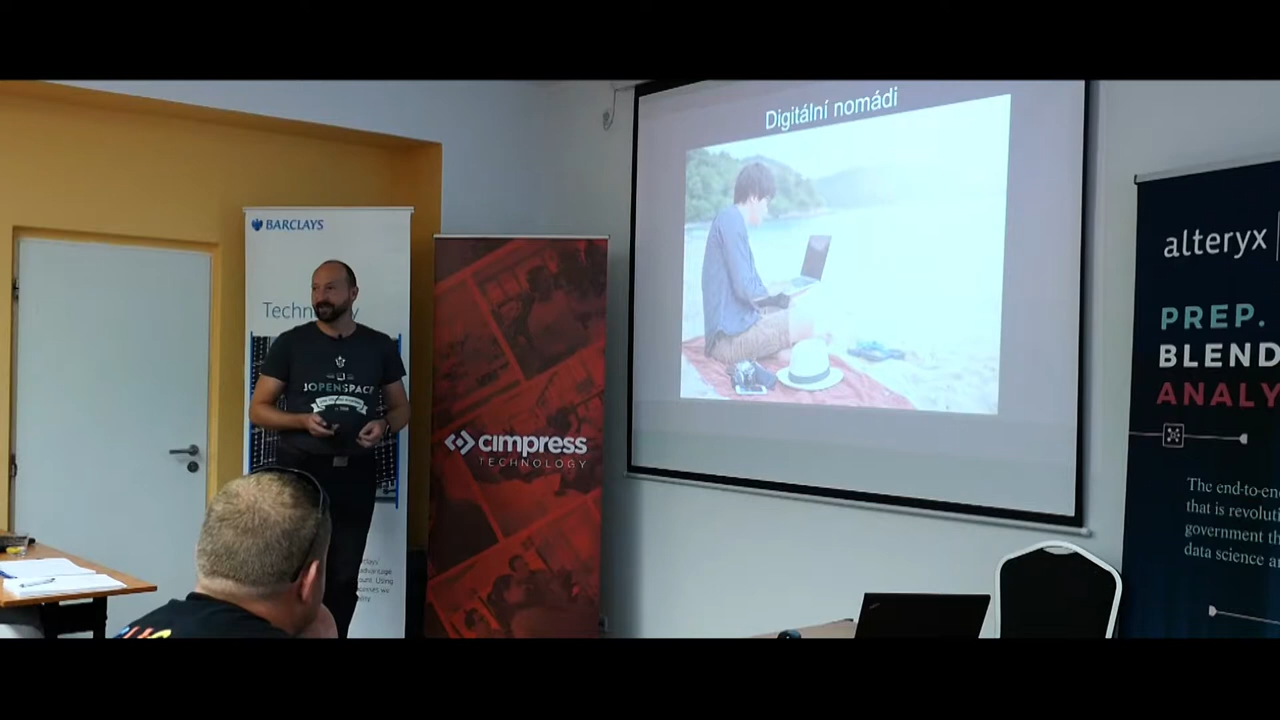 Digitální nomádi
BARCLAYS
JOPENSPACE
cimpress
TECHNOLOGY
alteryx
PREP.
BLEND
ANALY
The end-to-en
that is revoluti
government th
data science a